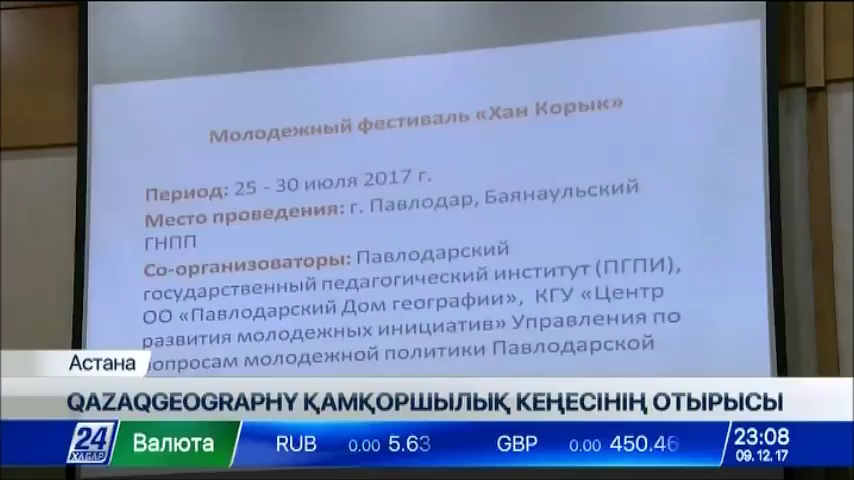 Молодежный фестиваль «Хан Корык»
Период: 25 - 30 июля 2017 г.
Место проведения: г. Павлодар, Баянаульский
ГНПП
Со-организоваторы: Павлодарский
государственный педагогический институт (ПГПИ),
ОО «Павлодарский Дом географии», КГУ «Центр
развития молодежных инициатив» Управления по
вопросам молодежной политики Павлодарской
Астана
QAZAQGEOGRAPHY ҚАМҚОРШЫЛЫҚ КЕҢЕСІНІҢ ОТЫРЫСЫ
24 ХАБАР Валюта RUB 0.00 5.63 GBP 0.00 450.46 23:08
09.12.17